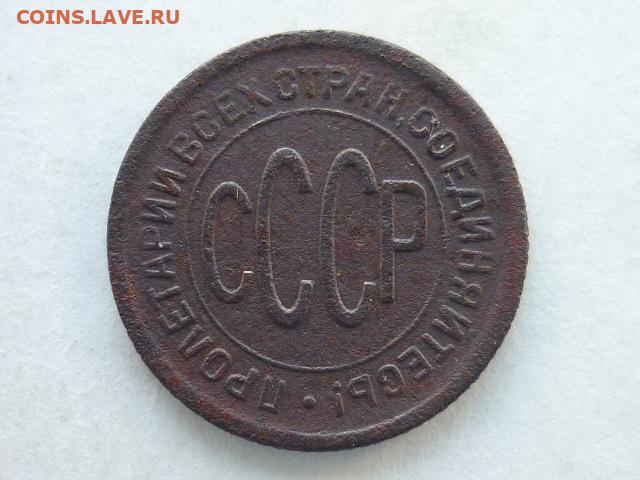 COINS.LAVE.RU
ПРОЛЕТАРИИ ВСЕХ СТРАН, СОЕДИНЯЙТЕСЬ! •
СССР